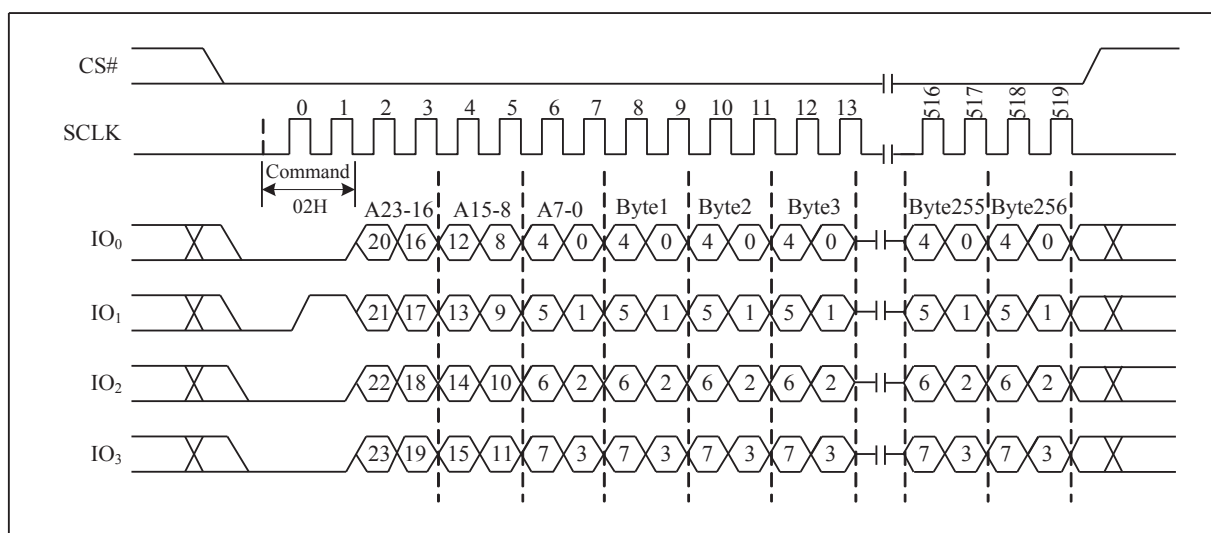 CS#
SCLK
0 1 2 3 4 5 6 7 8 9 10 11 12 13 516 517 518 519
Command
02H
A23-16 A15-8 A7-0 Byte1 Byte2 Byte3 Byte255 Byte256
IO0 20 16 12 8 4 0 4 0 4 0 4 0 4 0 4 0
IO1 21 17 13 9 5 1 5 1 5 1 5 1 5 1 5 1
IO2 22 18 14 10 6 2 6 2 6 2 6 2 6 2 6 2
IO3 23 19 15 11 7 3 7 3 7 3 7 3 7 3 7 3